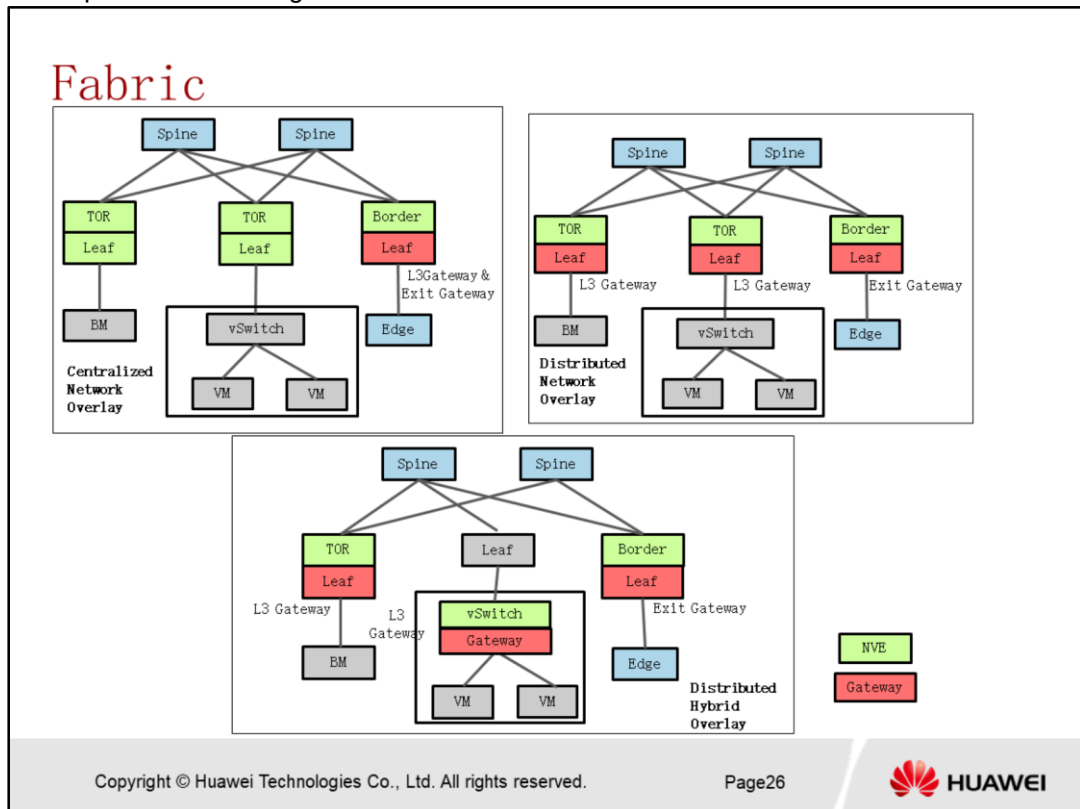 Fabric
Spine Spine
TOR TOR Border
Leaf Leaf Leaf
L3Gateway &
Exit Gateway
BM vSwitch Edge
Centralized
Network
Overlay
VM VM
Spine Spine
TOR TOR Border
Leaf Leaf Leaf
L3 Gateway L3 Gateway Exit Gateway
BM vSwitch Edge
Distributed
Network
Overlay
VM VM
Spine Spine
TOR Leaf Border
Leaf Leaf
L3 Gateway
L3
Gateway
vSwitch
Gateway
Exit Gateway
BM Edge
VM VM
Distributed
Hybrid
Overlay
NVE
Gateway
Copyright © Huawei Technologies Co., Ltd. All rights reserved. Page26 HUAWEI